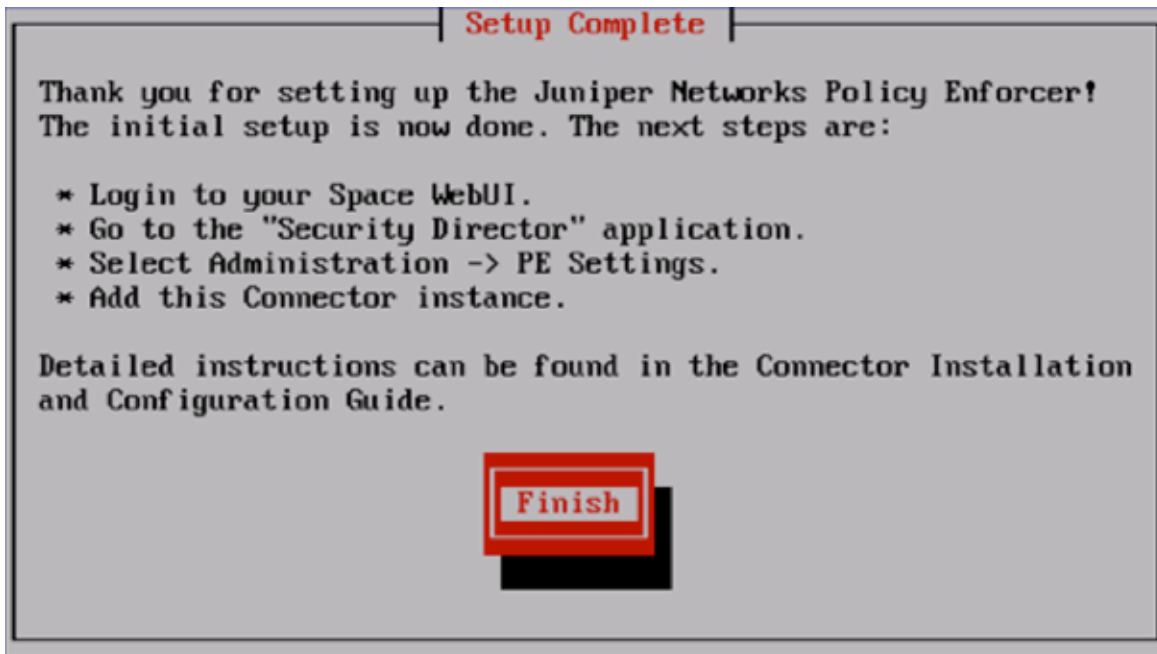 Setup Complete
Thank you for setting up the Juniper Networks Policy Enforcer!
The initial setup is now done. The next steps are:
* Login to your Space WebUI.
* Go to the "Security Director" application.
* Select Administration -> PE Settings.
* Add this Connector instance.
Detailed instructions can be found in the Connector Installation
and Configuration Guide.
Finish